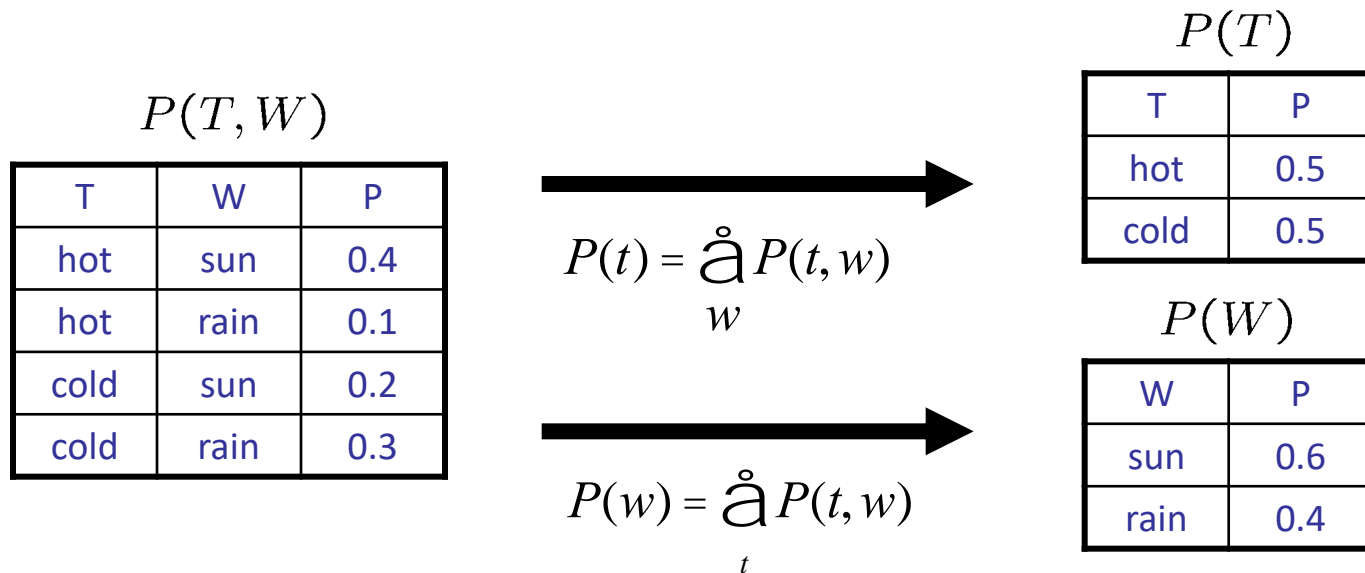 P(T, W)
T W P
hot sun 0.4
hot rain 0.1
cold sun 0.2
cold rain 0.3
P(t) = å P(t, w)
w
P(w) = å P(t, w)
t
P(T)
T P
hot 0.5
cold 0.5
P(W)
W P
sun 0.6
rain 0.4